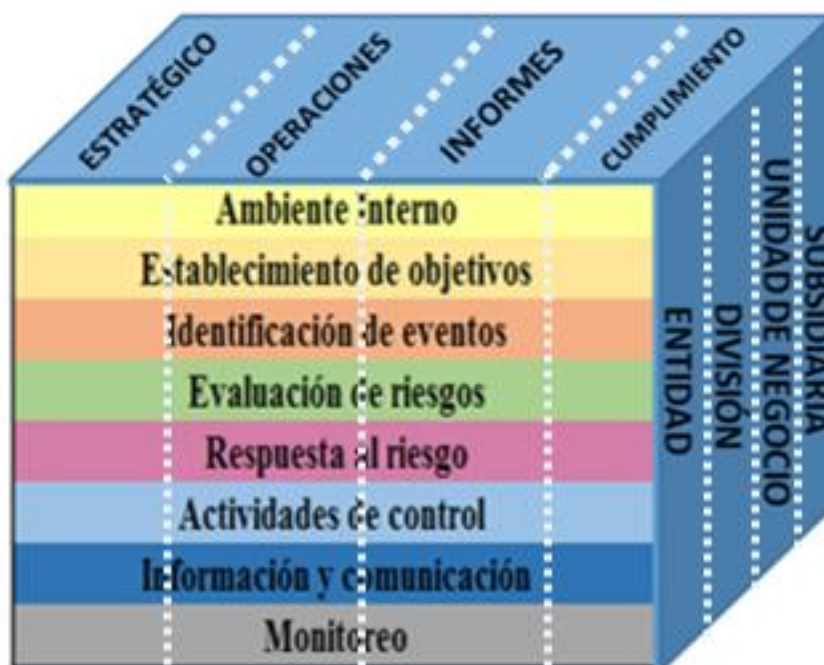 ESTRATÉGICO
OPERACIONES
INFORMES
CUMPLIMIENTO
Ambiente Interno
Establecimiento de objetivos
Identificación de eventos
Evaluación de riesgos
Respuesta al riesgo
Actividades de control
Información y comunicación
Monitoreo
ENTIDAD
DIVISIÓN
UNIDAD DE NEGOCIO
SUBSIDIARIA